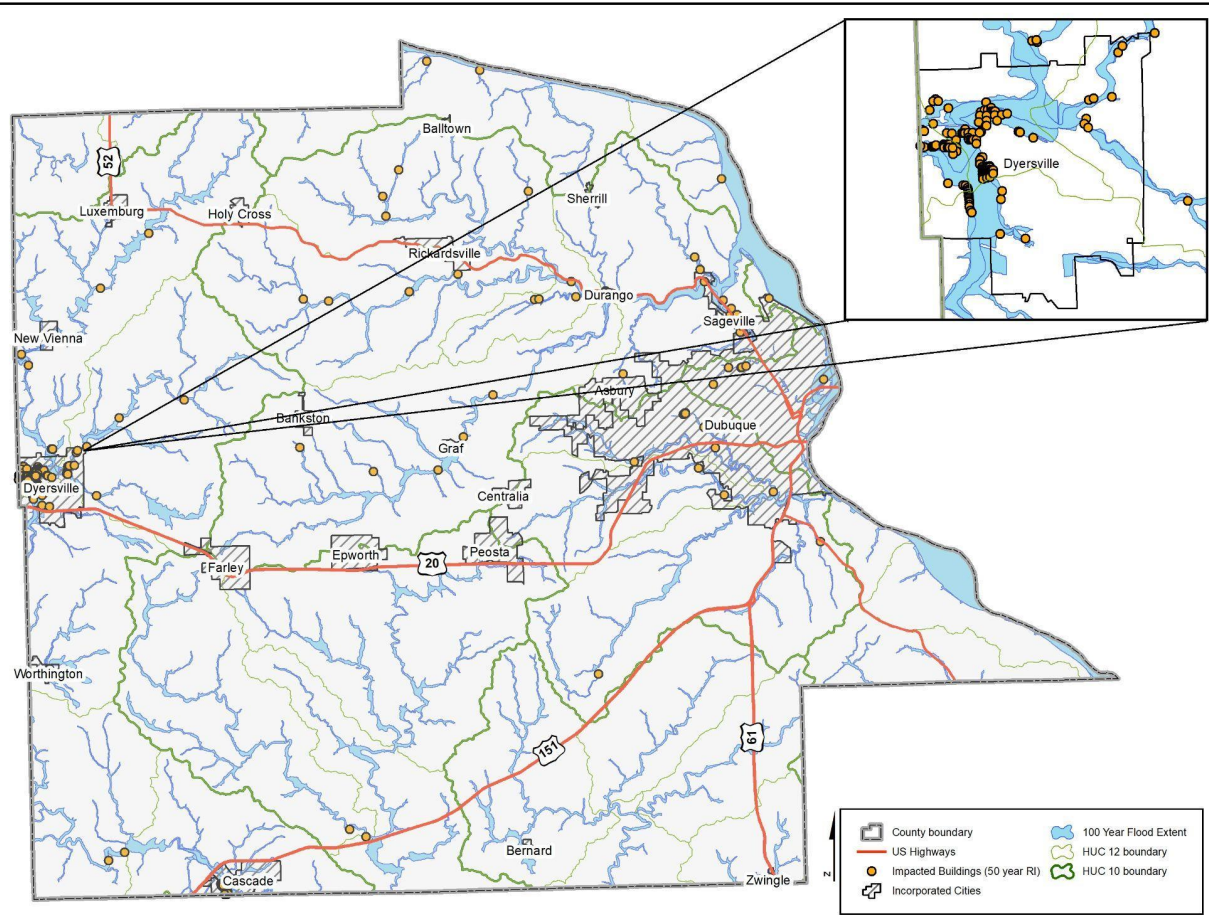 Dyersville
Balltown
52
Luxemburg
Holy Cross
Sherrill
Rickardsville
Durango
Sageville
New Vienna
Asbury
Bankston
Dubuque
Graf
Dyersville
Centralia
Epworth
Peosta
Farley
20
Worthington
61
151
Bernard
Zwingle
Cascade
N
County boundary
US Highways
Impacted Buildings (50 year RI)
Incorporated Cities
100 Year Flood Extent
HUC 12 boundary
HUC 10 boundary